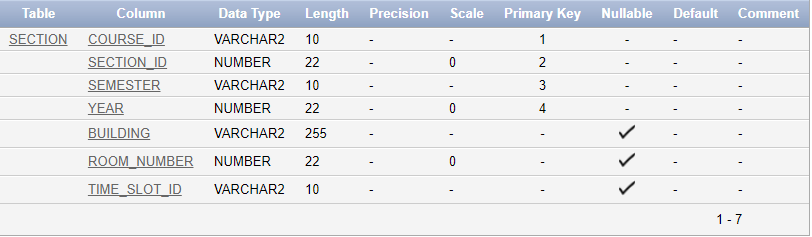 Table Column Data Type Length Precision Scale Primary Key Nullable Default Comment
SECTION COURSE_ID VARCHAR2 10 - - 1 - - -
SECTION_ID NUMBER 22 - 0 2 - - -
SEMESTER VARCHAR2 10 - - 3 - - -
YEAR NUMBER 22 - 0 4 - - -
BUILDING VARCHAR2 255 - - - ✓ - -
ROOM_NUMBER NUMBER 22 - 0 - ✓ - -
TIME_SLOT_ID VARCHAR2 10 - - - ✓ - -
1 - 7